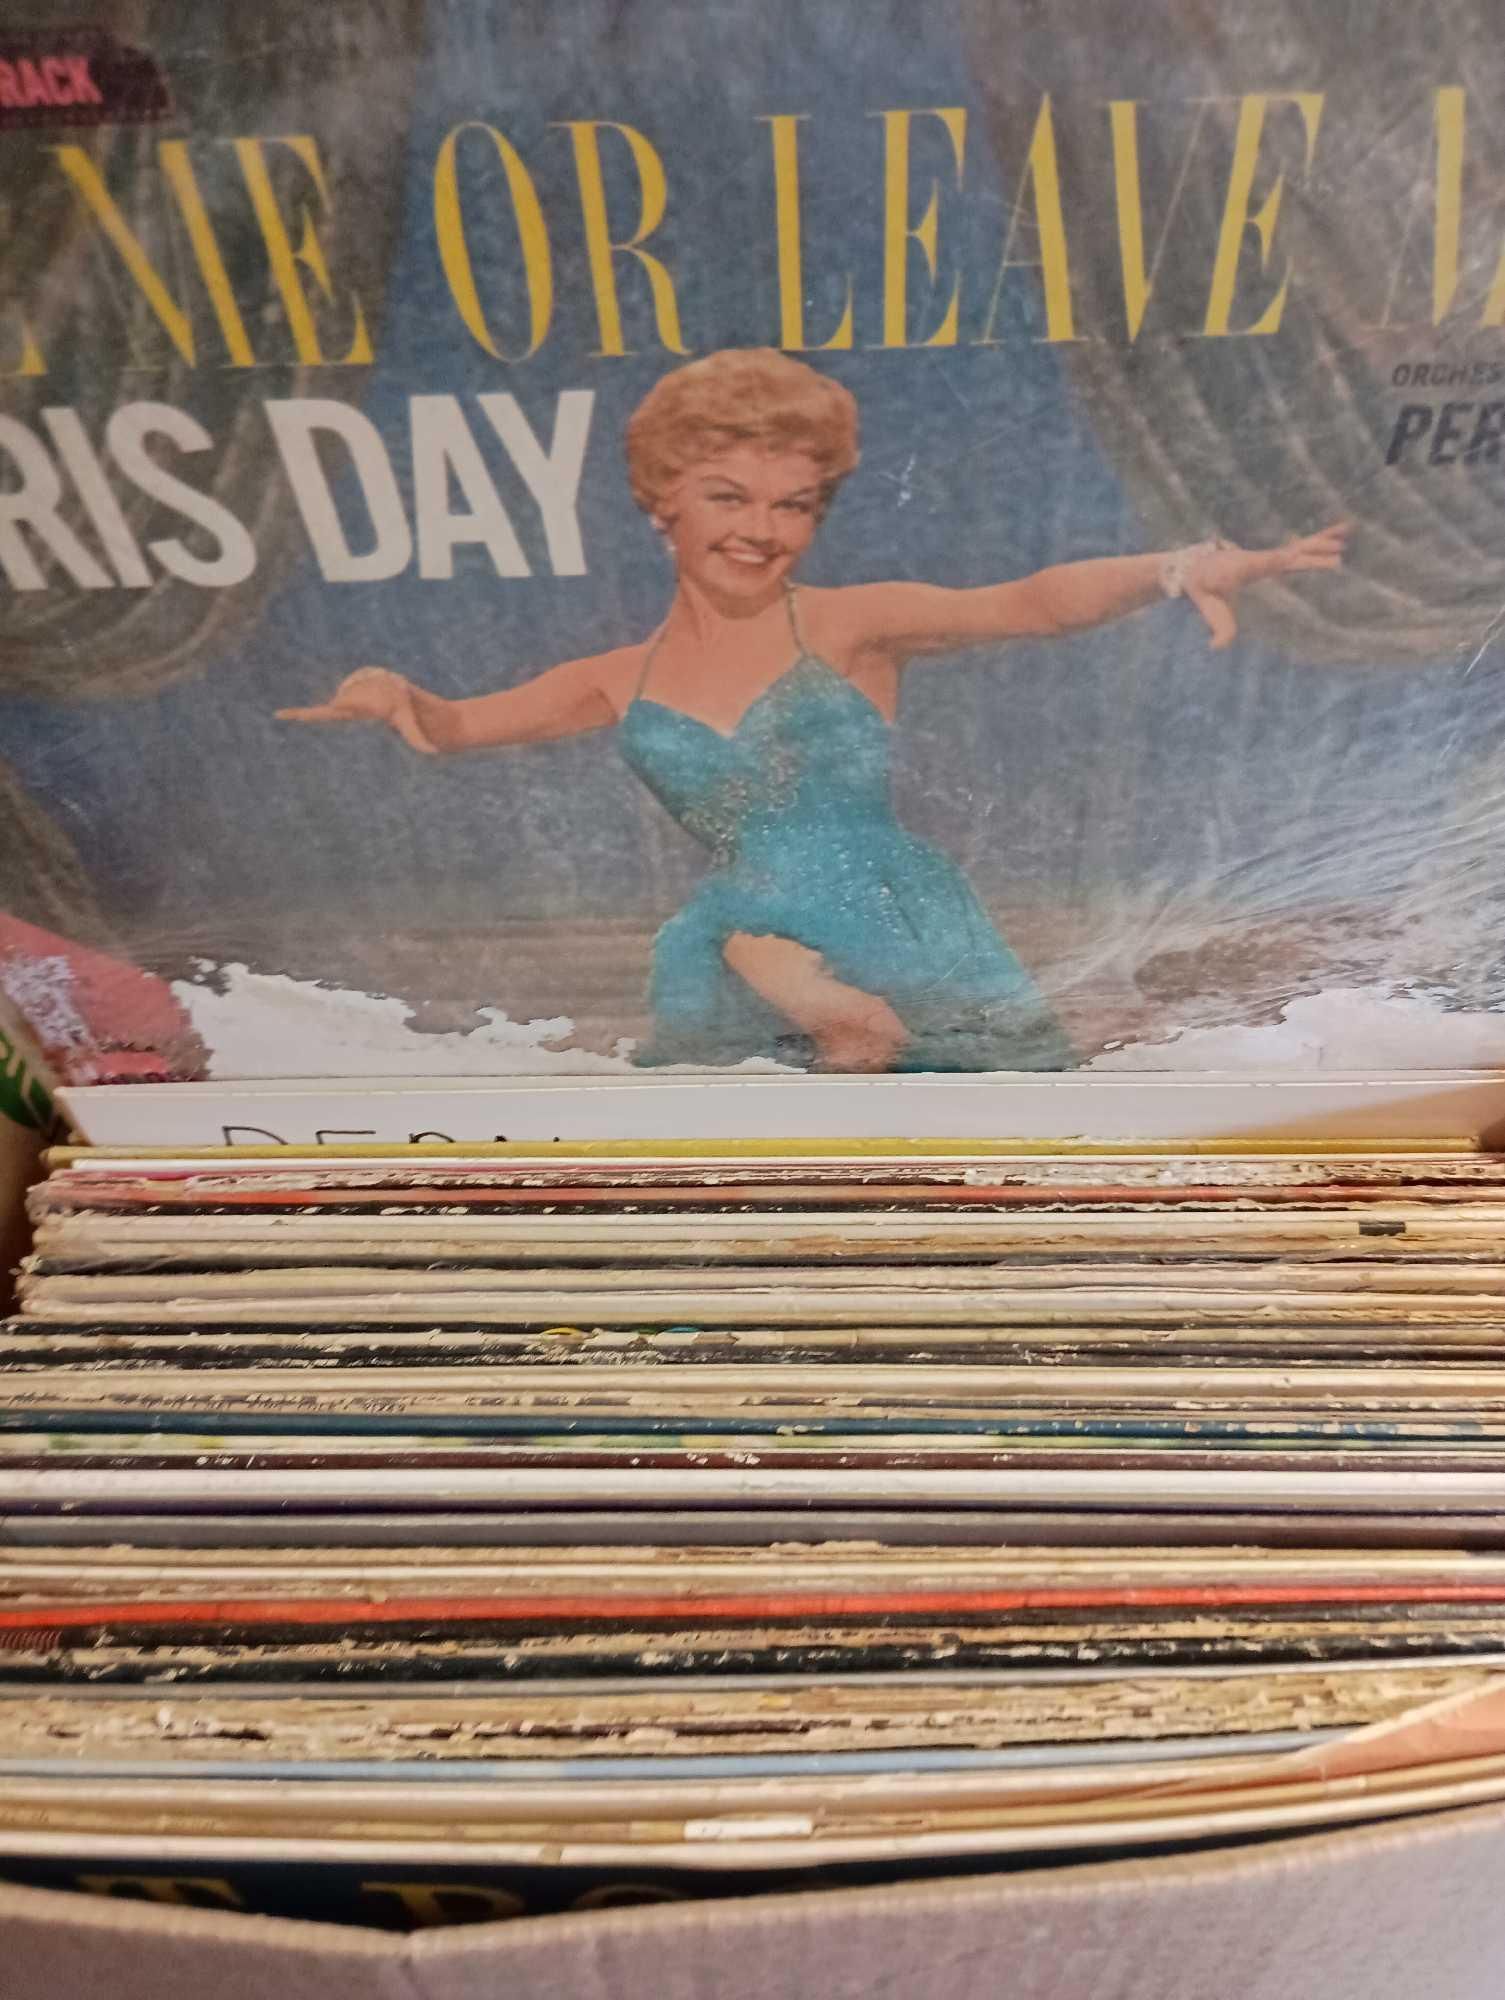 RACK
ME OR LEAVE M
RIS DAY
ORCHES
PER